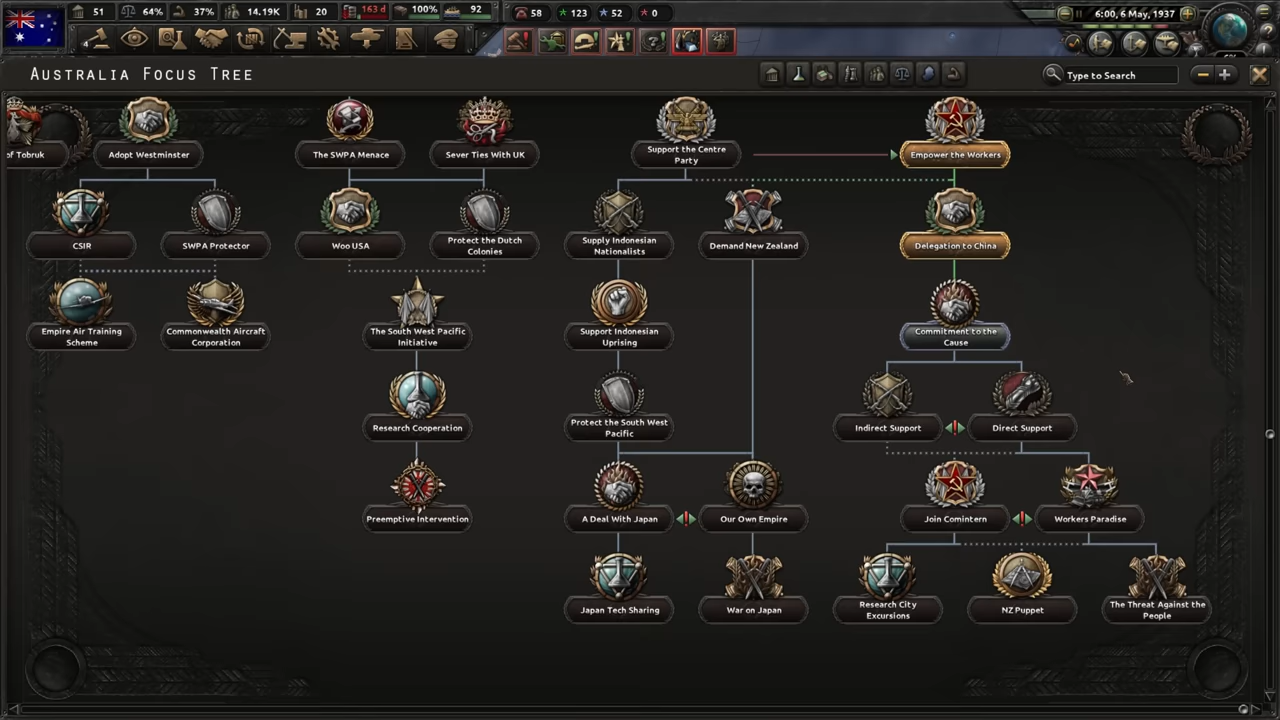 51 64% 37% 14.19K 20 163 d 100% 92 58 123 52 0 6:00, 6 May, 1937
AUSTRALIA FOCUS TREE
Type to Search
of Tobruk
Adopt Westminster
The SWPA Menace
Sever Ties With UK
Support the Centre
Party
Empower the Workers
CSIR
SWPA Protector
Woo USA
Protect the Dutch
Colonies
Supply Indonesian
Nationalists
Demand New Zealand
Delegation to China
Empire Air Training
Scheme
Commonwealth Aircraft
Corporation
The South West Pacific
Initiative
Support Indonesian
Uprising
Commitment to the
Cause
Research Cooperation
Protect the South West
Pacific
Indirect Support
Direct Support
Preemptive Intervention
A Deal With Japan
Our Own Empire
Join Comintern
Workers Paradise
Japan Tech Sharing
War on Japan
Research City
Excursions
NZ Puppet
The Threat Against the
People